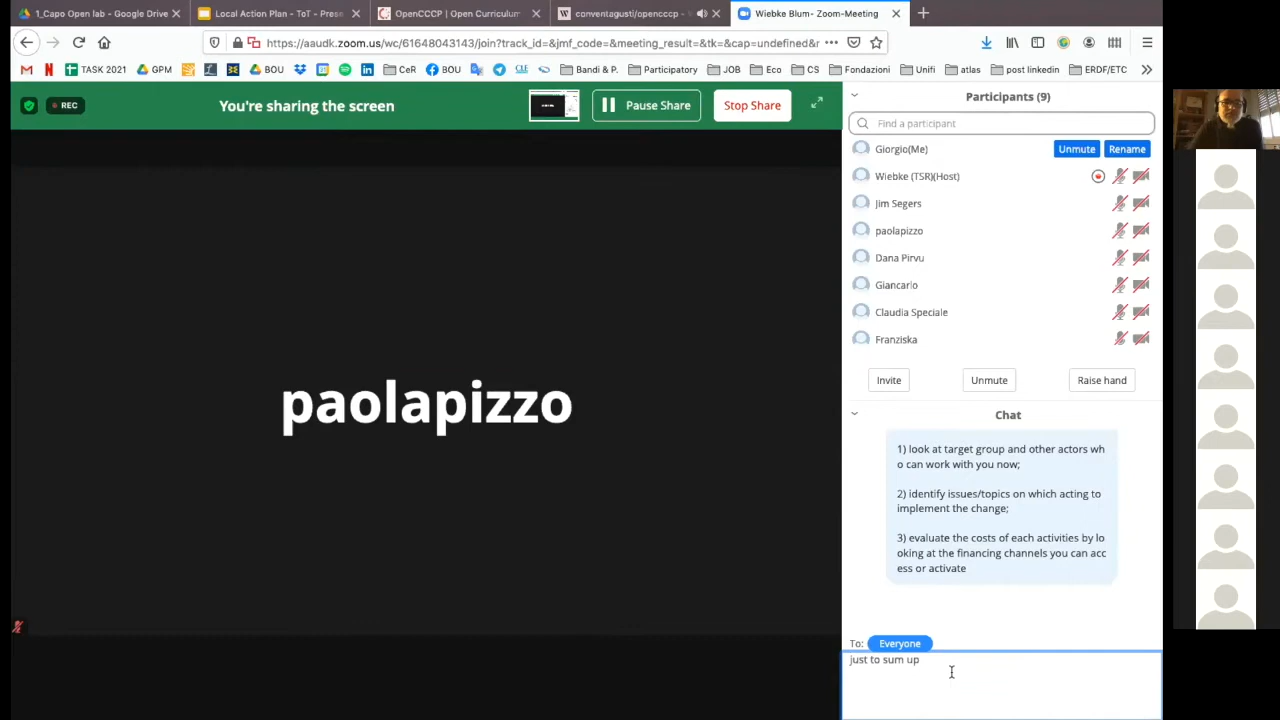 1_Capo Open lab - Google Drive
Local Action Plan - ToT - Prese
OpenCCCP | Open Curriculum
conventagusti/opencccp -
Wiebke Blum- Zoom-Meeting
https://aaudk.zoom.us/wc/61648043143/join?track_id=&jmf_code=&meeting_result=&tk=&cap=undefined&r
TASK 2021
GPM
BOU
CeR
BOU
CLE
Bandi & P.
Participatory
JOB
Eco
CS
Fondazioni
Unifi
atlas
post linkedin
ERDF/ETC
REC
You're sharing the screen
Pause Share
Stop Share
Participants (9)
Find a participant
Giorgio(Me)
Unmute
Rename
Wiebke (TSR)(Host)
Jim Segers
paolapizzo
Dana Pirvu
Giancarlo
Claudia Speciale
Franziska
Invite
Unmute
Raise hand
paolapizzo
Chat
1) look at target group and other actors wh
o can work with you now;
2) identify issues/topics on which acting to
implement the change;
3) evaluate the costs of each activities by lo
oking at the financing channels you can acc
ess or activate
To: Everyone
just to sum up